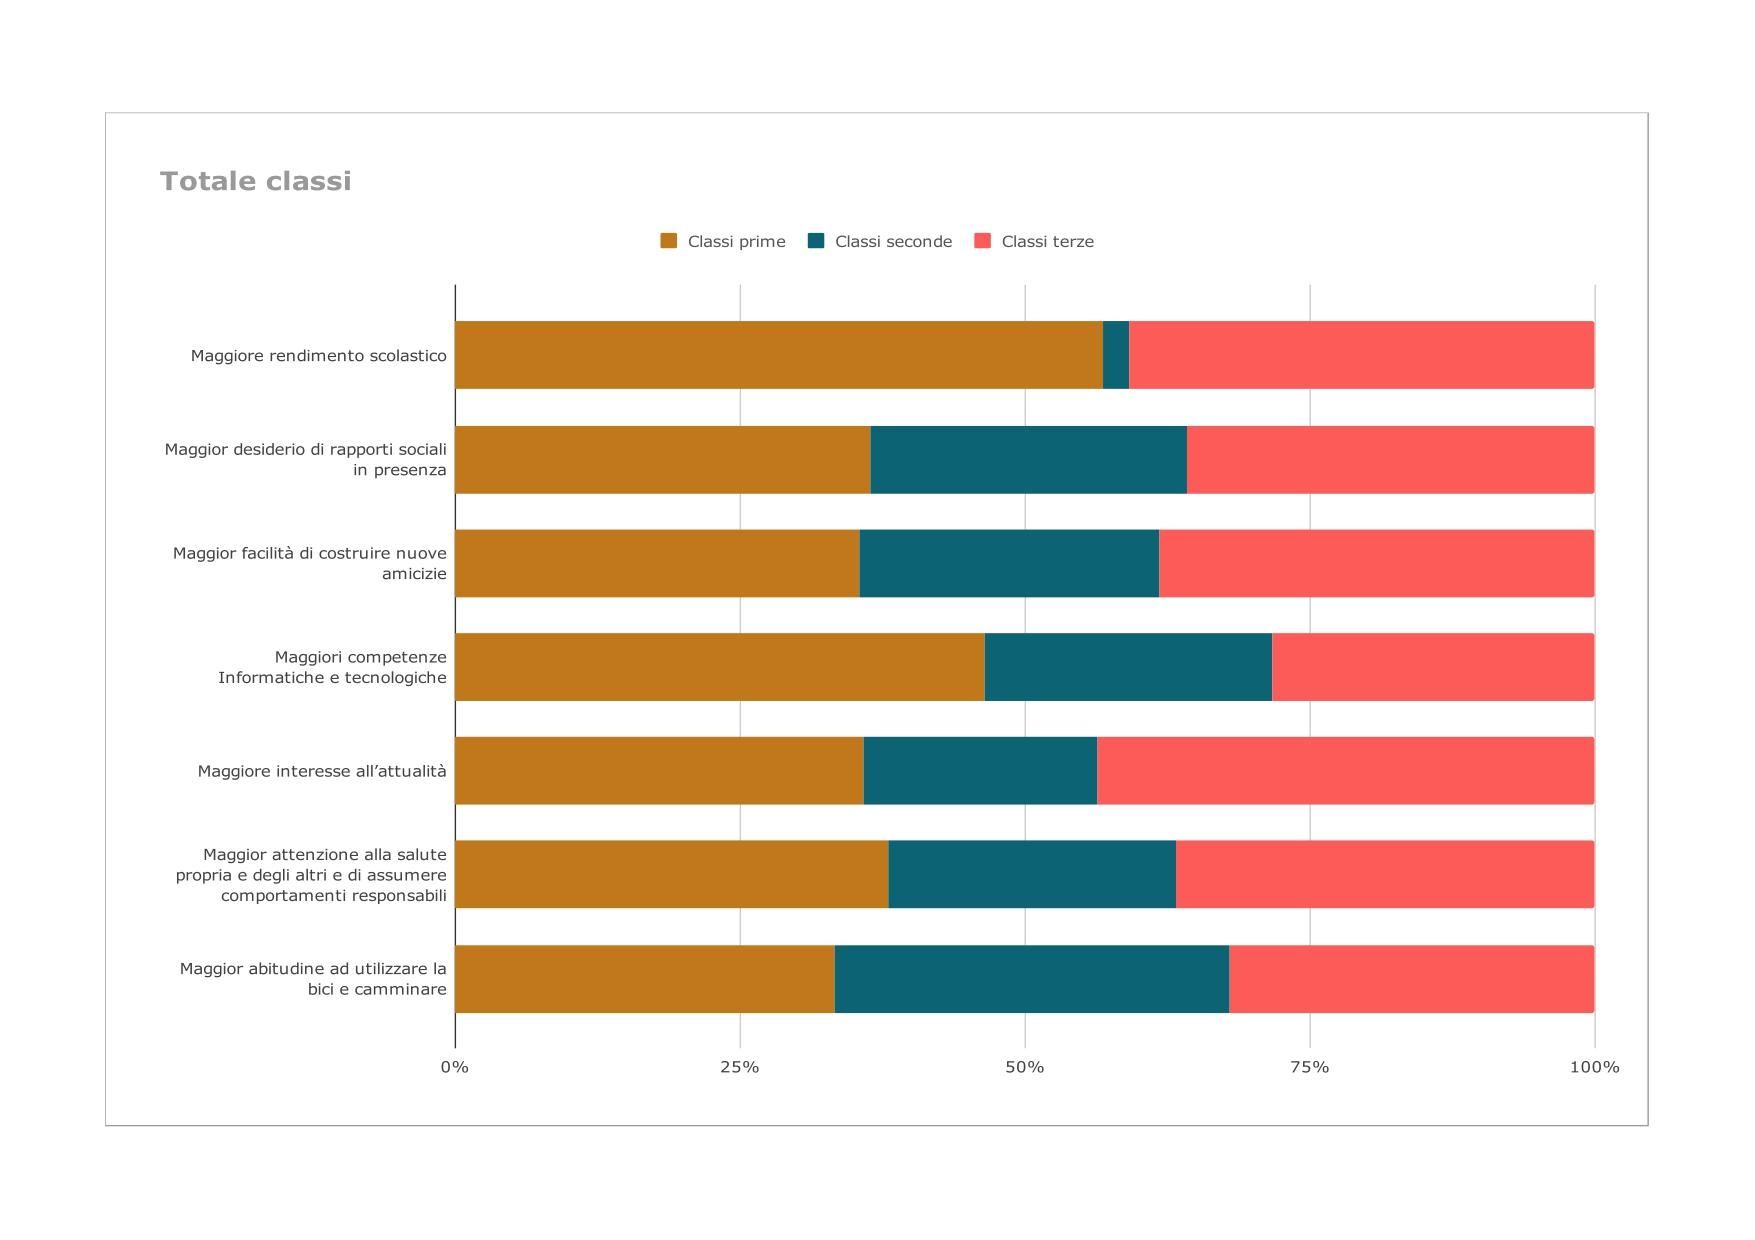 Totale classi
Classi prime Classi seconde Classi terze
Maggiore rendimento scolastico
Maggior desiderio di rapporti sociali
in presenza
Maggior facilità di costruire nuove
amicizie
Maggiori competenze
Informatiche e tecnologiche
Maggiore interesse all’attualità
Maggior attenzione alla salute
propria e degli altri e di assumere
comportamenti responsabili
Maggior abitudine ad utilizzare la
bici e camminare
0% 25% 50% 75% 100%